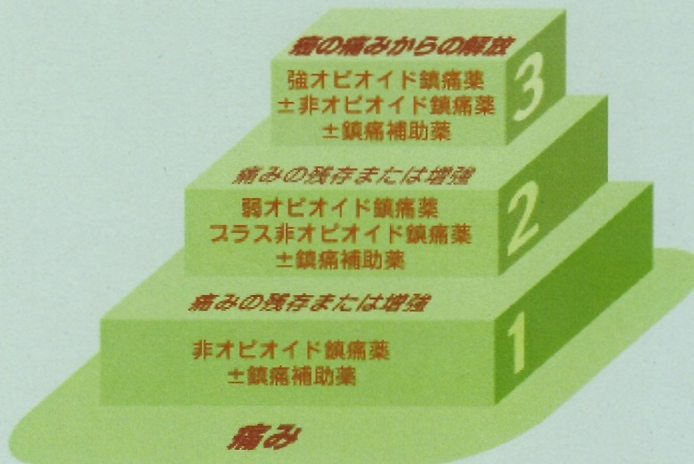 癌の痛みからの解放
強オピオイド鎮痛薬
±非オピオイド鎮痛薬
±鎮痛補助薬
3
痛みの残存または増強
弱オピオイド鎮痛薬
プラス非オピオイド鎮痛薬
±鎮痛補助薬
2
痛みの残存または増強
非オピオイド鎮痛薬
±鎮痛補助薬
1
痛み